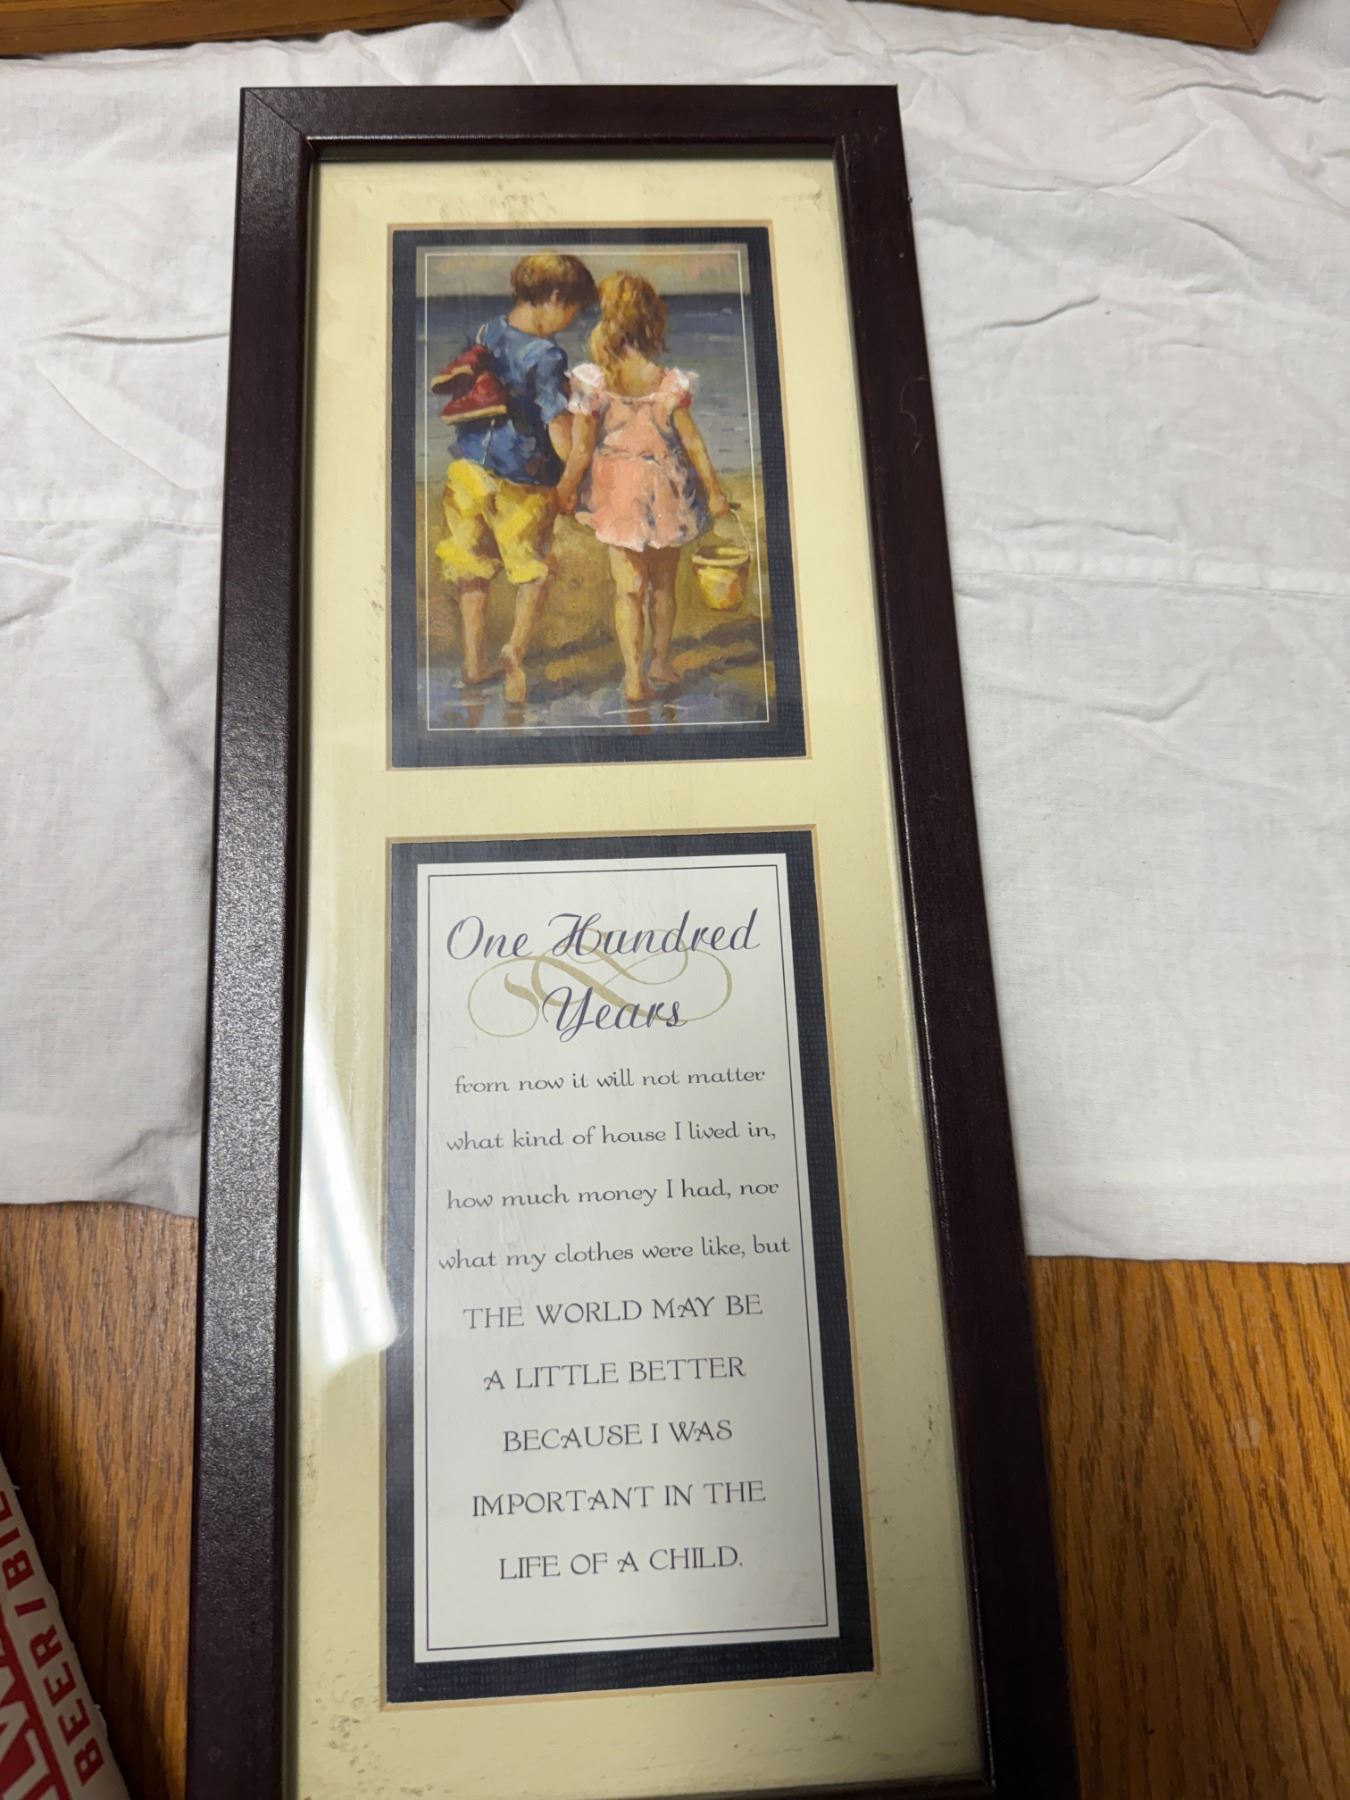 One Hundred
Years
from now it will not matter
what kind of house I lived in,
how much money I had, nor
what my clothes were like, but
THE WORLD MAY BE
A LITTLE BETTER
BECAUSE I WAS
IMPORTANT IN THE
LIFE OF A CHILD.
BEER / BIE